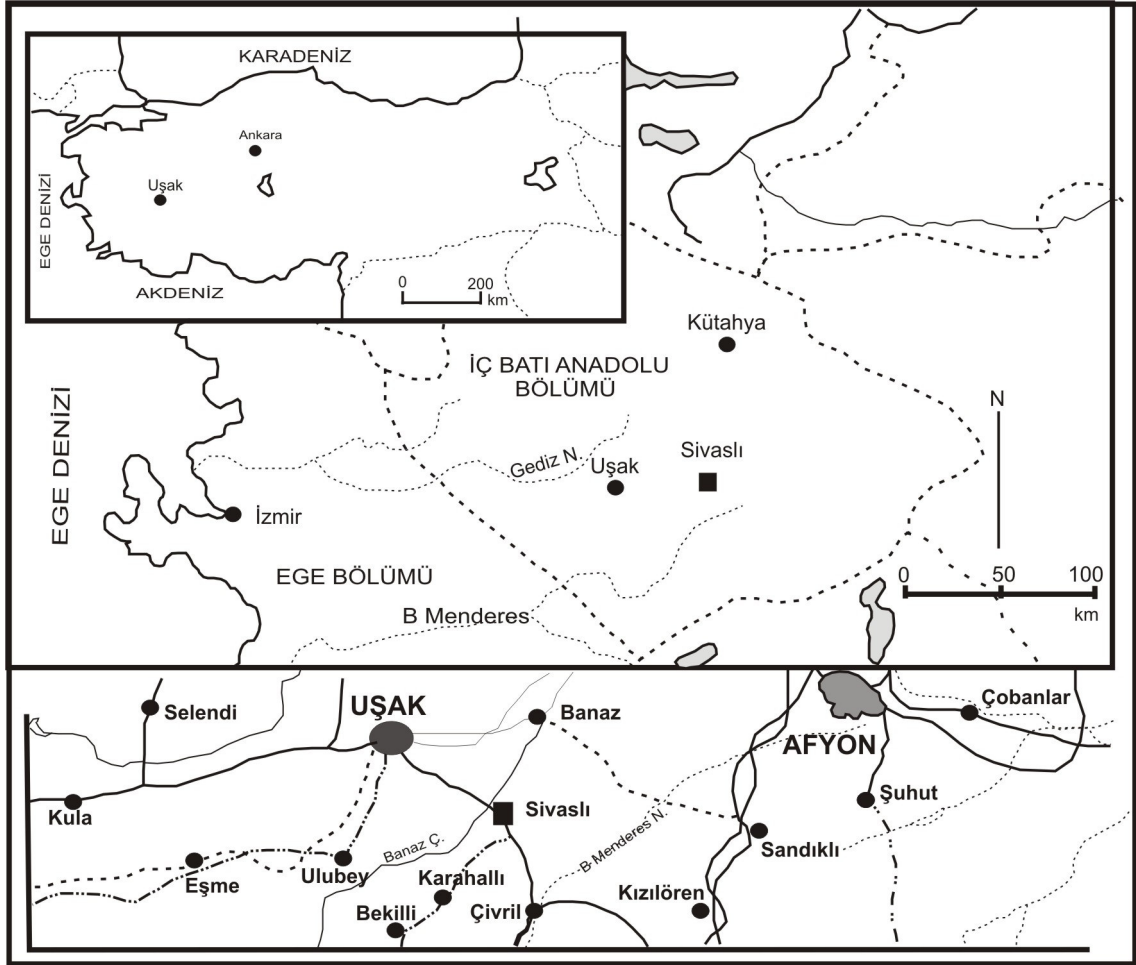 KARADENİZ
Ankara
Uşak
EGE DENİZİ
AKDENİZ
0 200
km
Kütahya
İÇ BATI ANADOLU
BÖLÜMÜ
N
Sivaslı
Gediz N.
Uşak
EGE DENİZİ
İzmir
EGE BÖLÜMÜ
0 50 100
km
B Menderes
Selendi
UŞAK
Banaz
Çobanlar
AFYON
Kula
Sivaslı
Şuhut
Banaz Ç.
B Menderes N.
Sandıklı
Eşme
Ulubey
Karahallı
Kızılören
Bekilli
Çivril